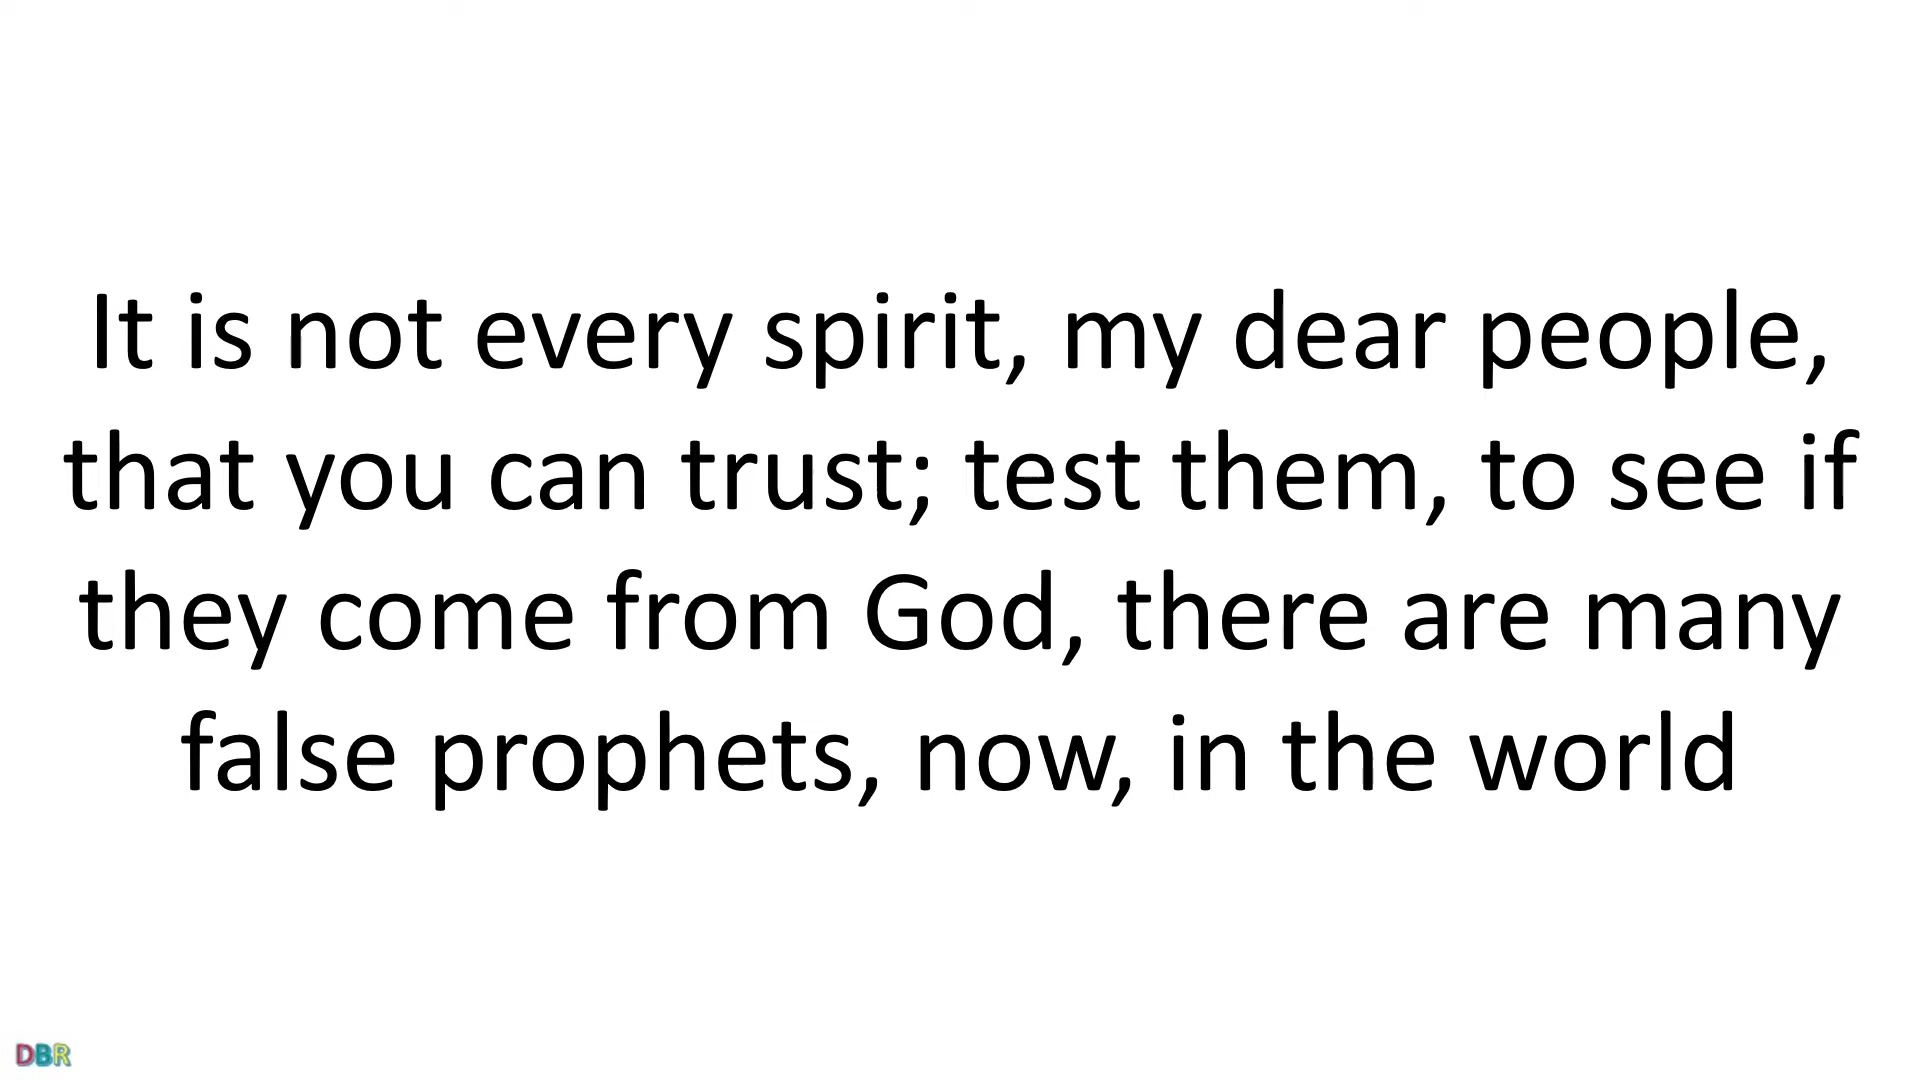 It is not every spirit, my dear people,
that you can trust; test them, to see if
they come from God, there are many
false prophets, now, in the world
DBR